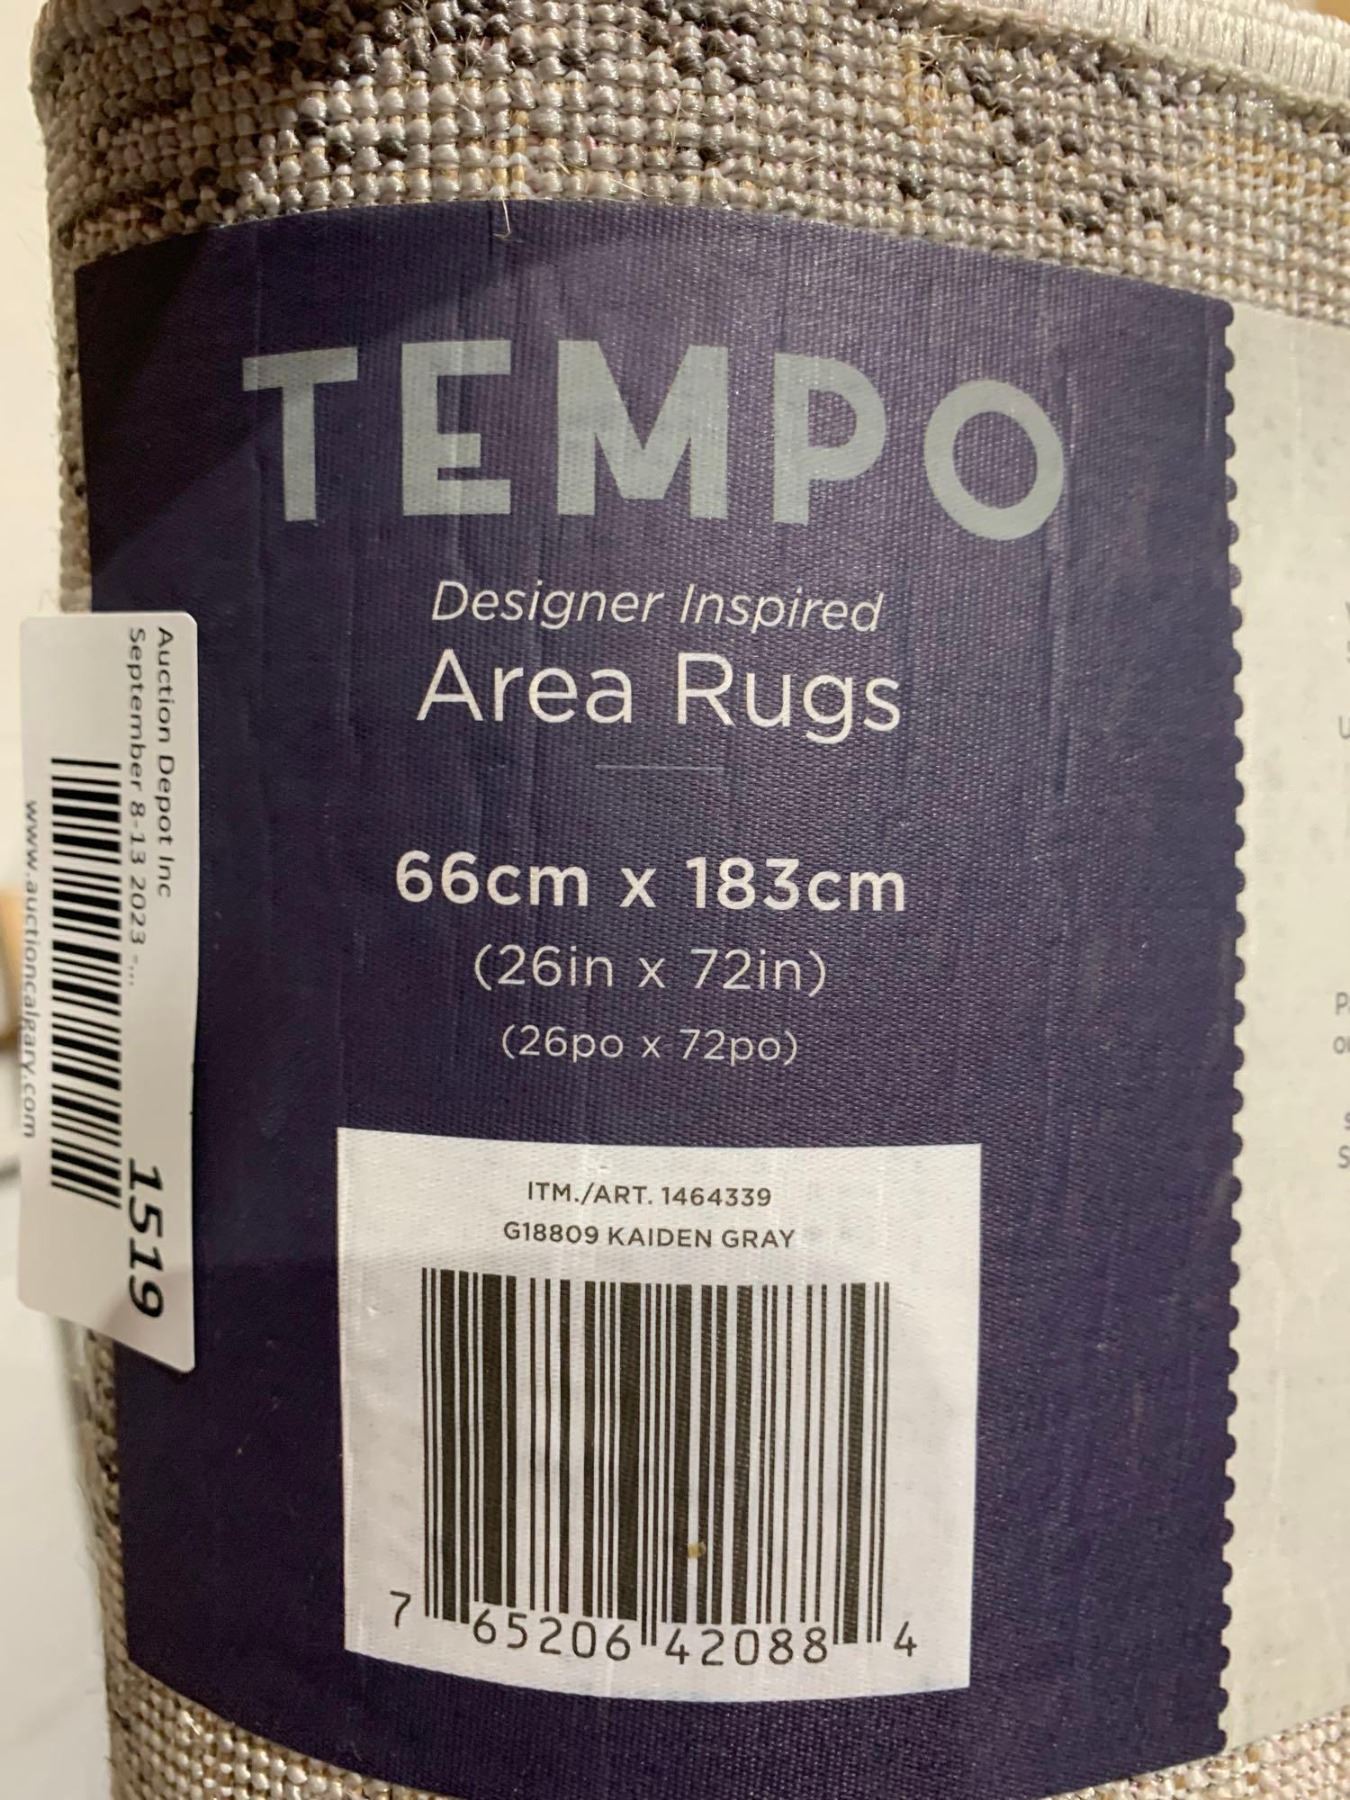 TEMPO
Designer Inspired
Area Rugs
66cm x 183cm
(26in x 72in)
(26po x 72po)
ITM./ART. 1464339
G18809 KAIDEN GRAY
7 65206 42088 4
Auction Depot Inc
September 8-13 2023 -...
1519
www.auctioncalgary.com